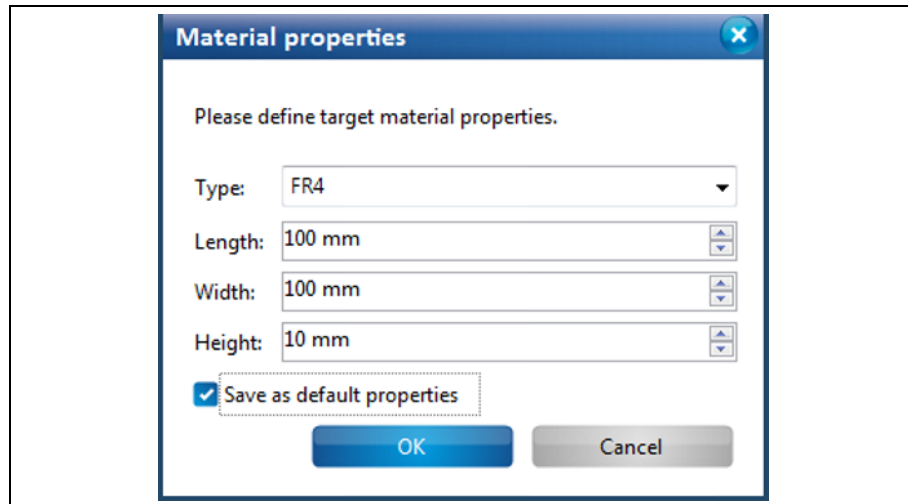 Material properties
Please define target material properties.
Type: FR4
Length: 100 mm
Width: 100 mm
Height: 10 mm
Save as default properties
OK Cancel